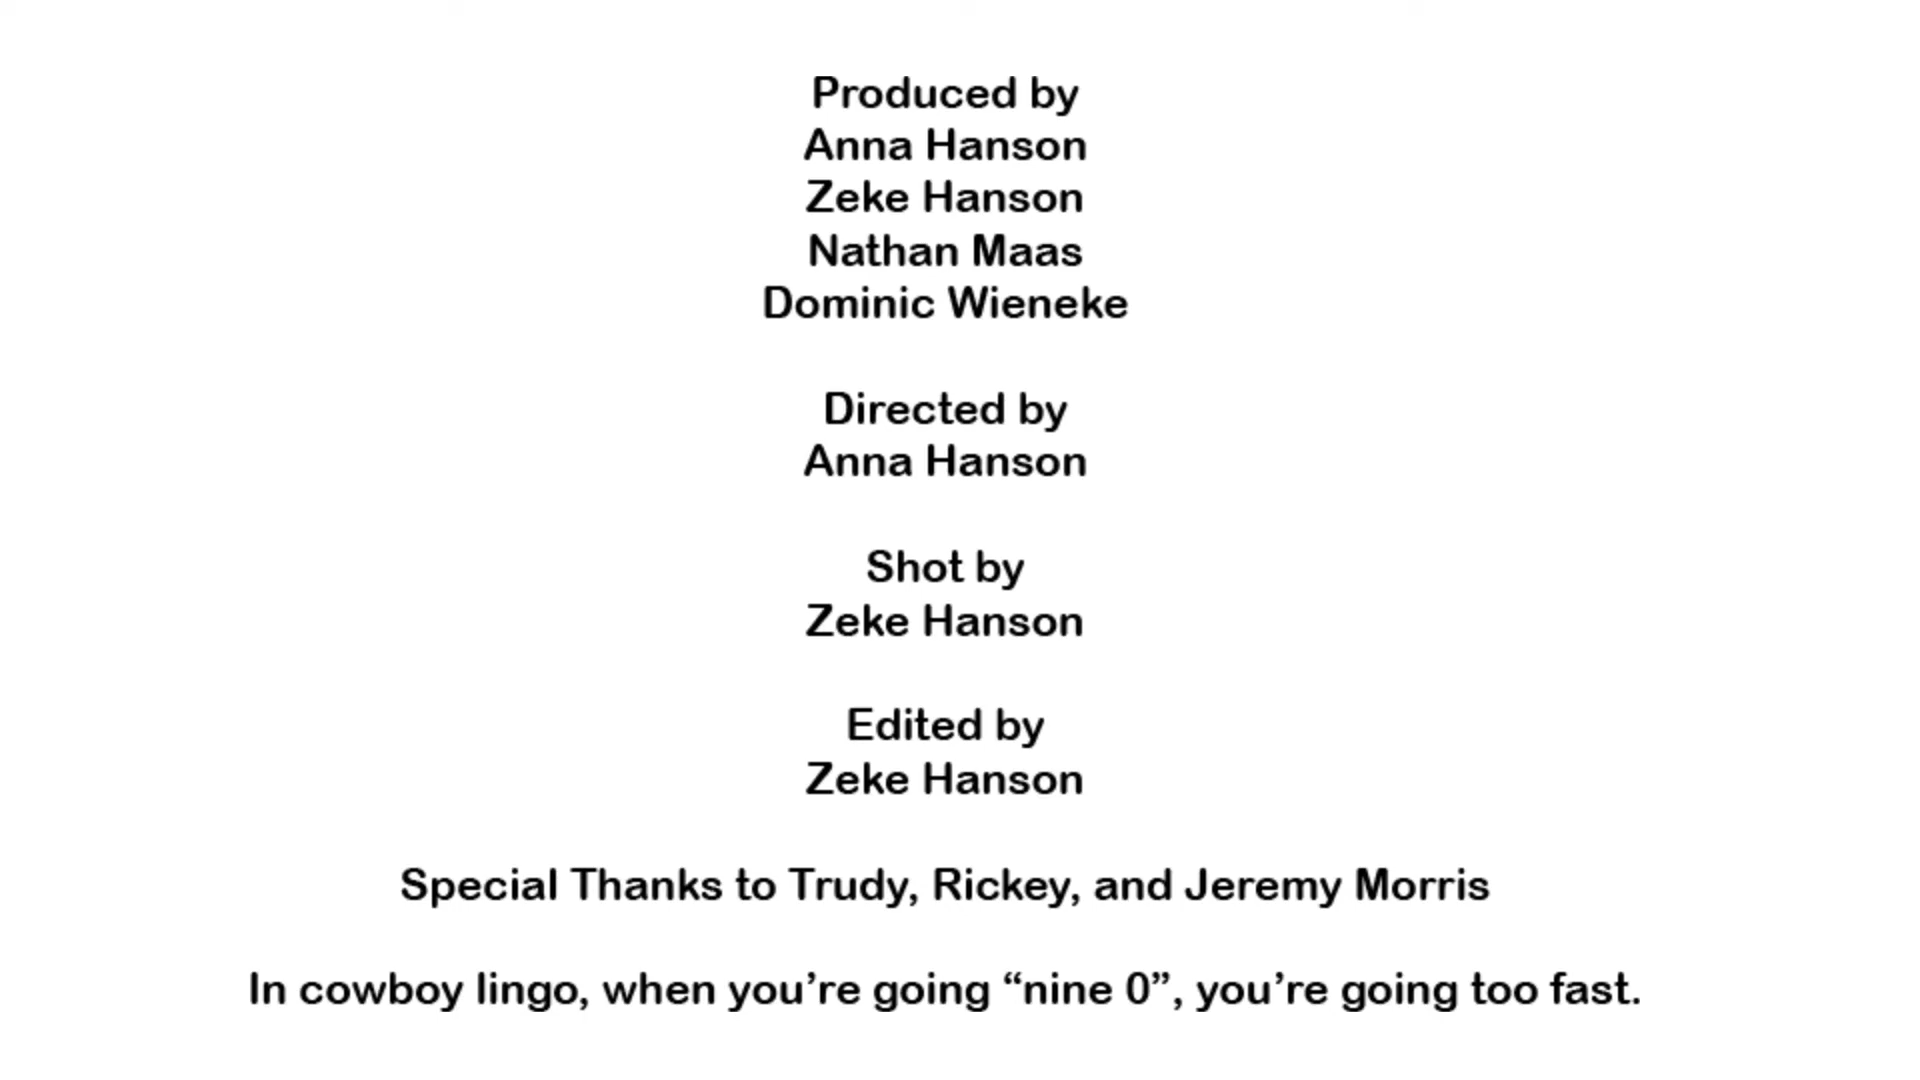 Produced by
Anna Hanson
Zeke Hanson
Nathan Maas
Dominic Wieneke
Directed by
Anna Hanson
Shot by
Zeke Hanson
Edited by
Zeke Hanson
Special Thanks to Trudy, Rickey, and Jeremy Morris
In cowboy lingo, when you’re going “nine 0”, you’re going too fast.